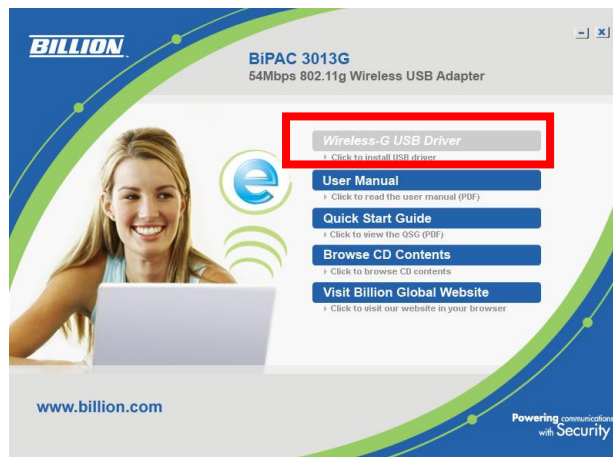 BILLION
BiPAC 3013G
54Mbps 802.11g Wireless USB Adapter
Wireless-G USB Driver
Click to install USB driver
User Manual
Click to read the user manual (PDF)
Quick Start Guide
Click to view the QSG (PDF)
Browse CD Contents
Click to browse CD contents
Visit Billion Global Website
Click to visit our website in your browser
www.billion.com
Powering communications
with Security